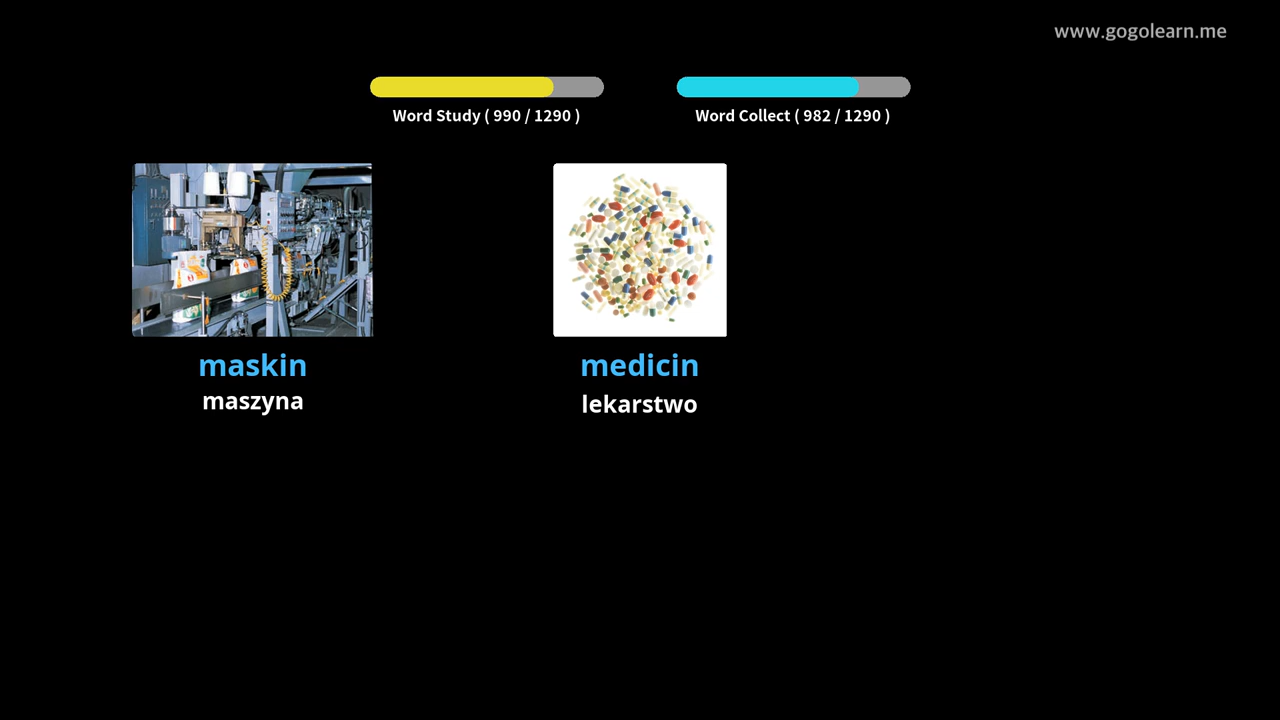 www.gogolearn.me
Word Study ( 990 / 1290 )
Word Collect ( 982 / 1290 )
maskin
maszyna
medicin
lekarstwo